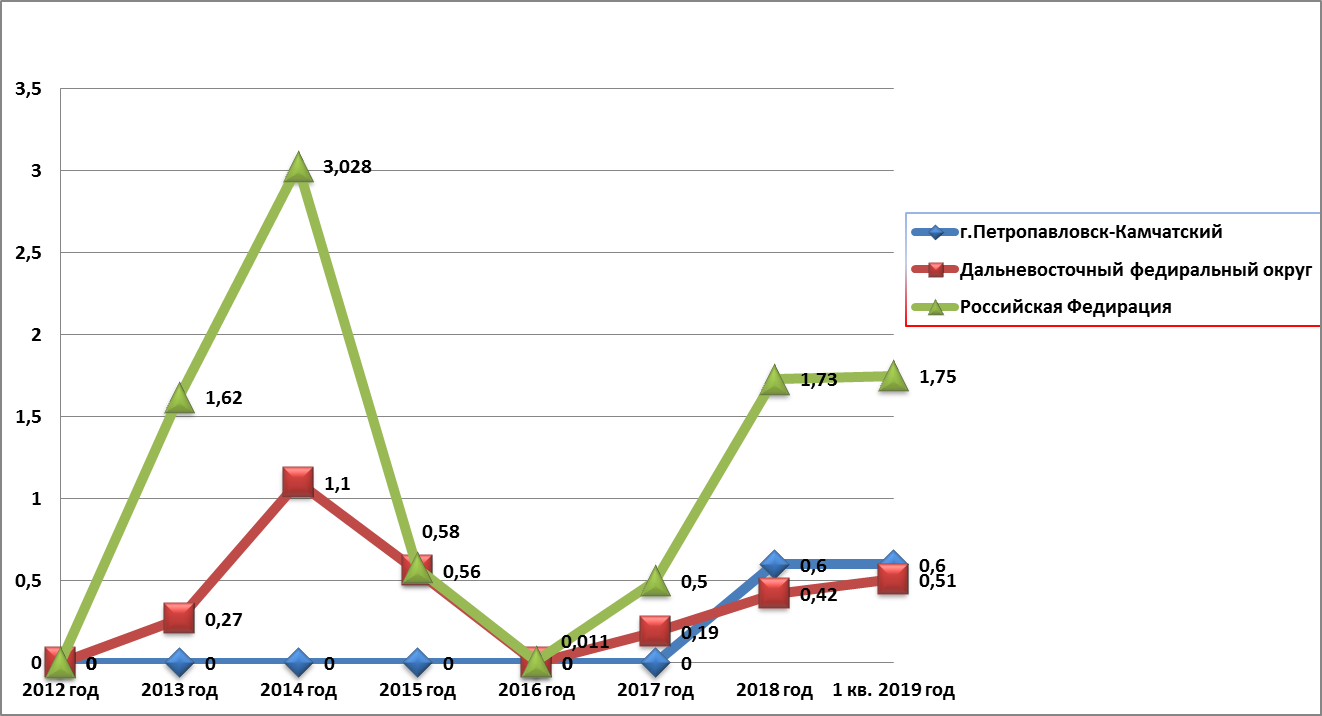 3,5
3
2,5
2
1,5
1
0,5
0
3,028
1,62
1,1
0,58
0,56
0,27
0,011
0,5
0,19
1,73
1,75
0,6
0,6
0,42
0,51
0
0
0
0
0
0
2012 год
2013 год
2014 год
2015 год
2016 год
2017 год
2018 год
1 кв. 2019 год
г.Петропавловск-Камчатский
Дальневосточный федиральный округ
Российская Федирация